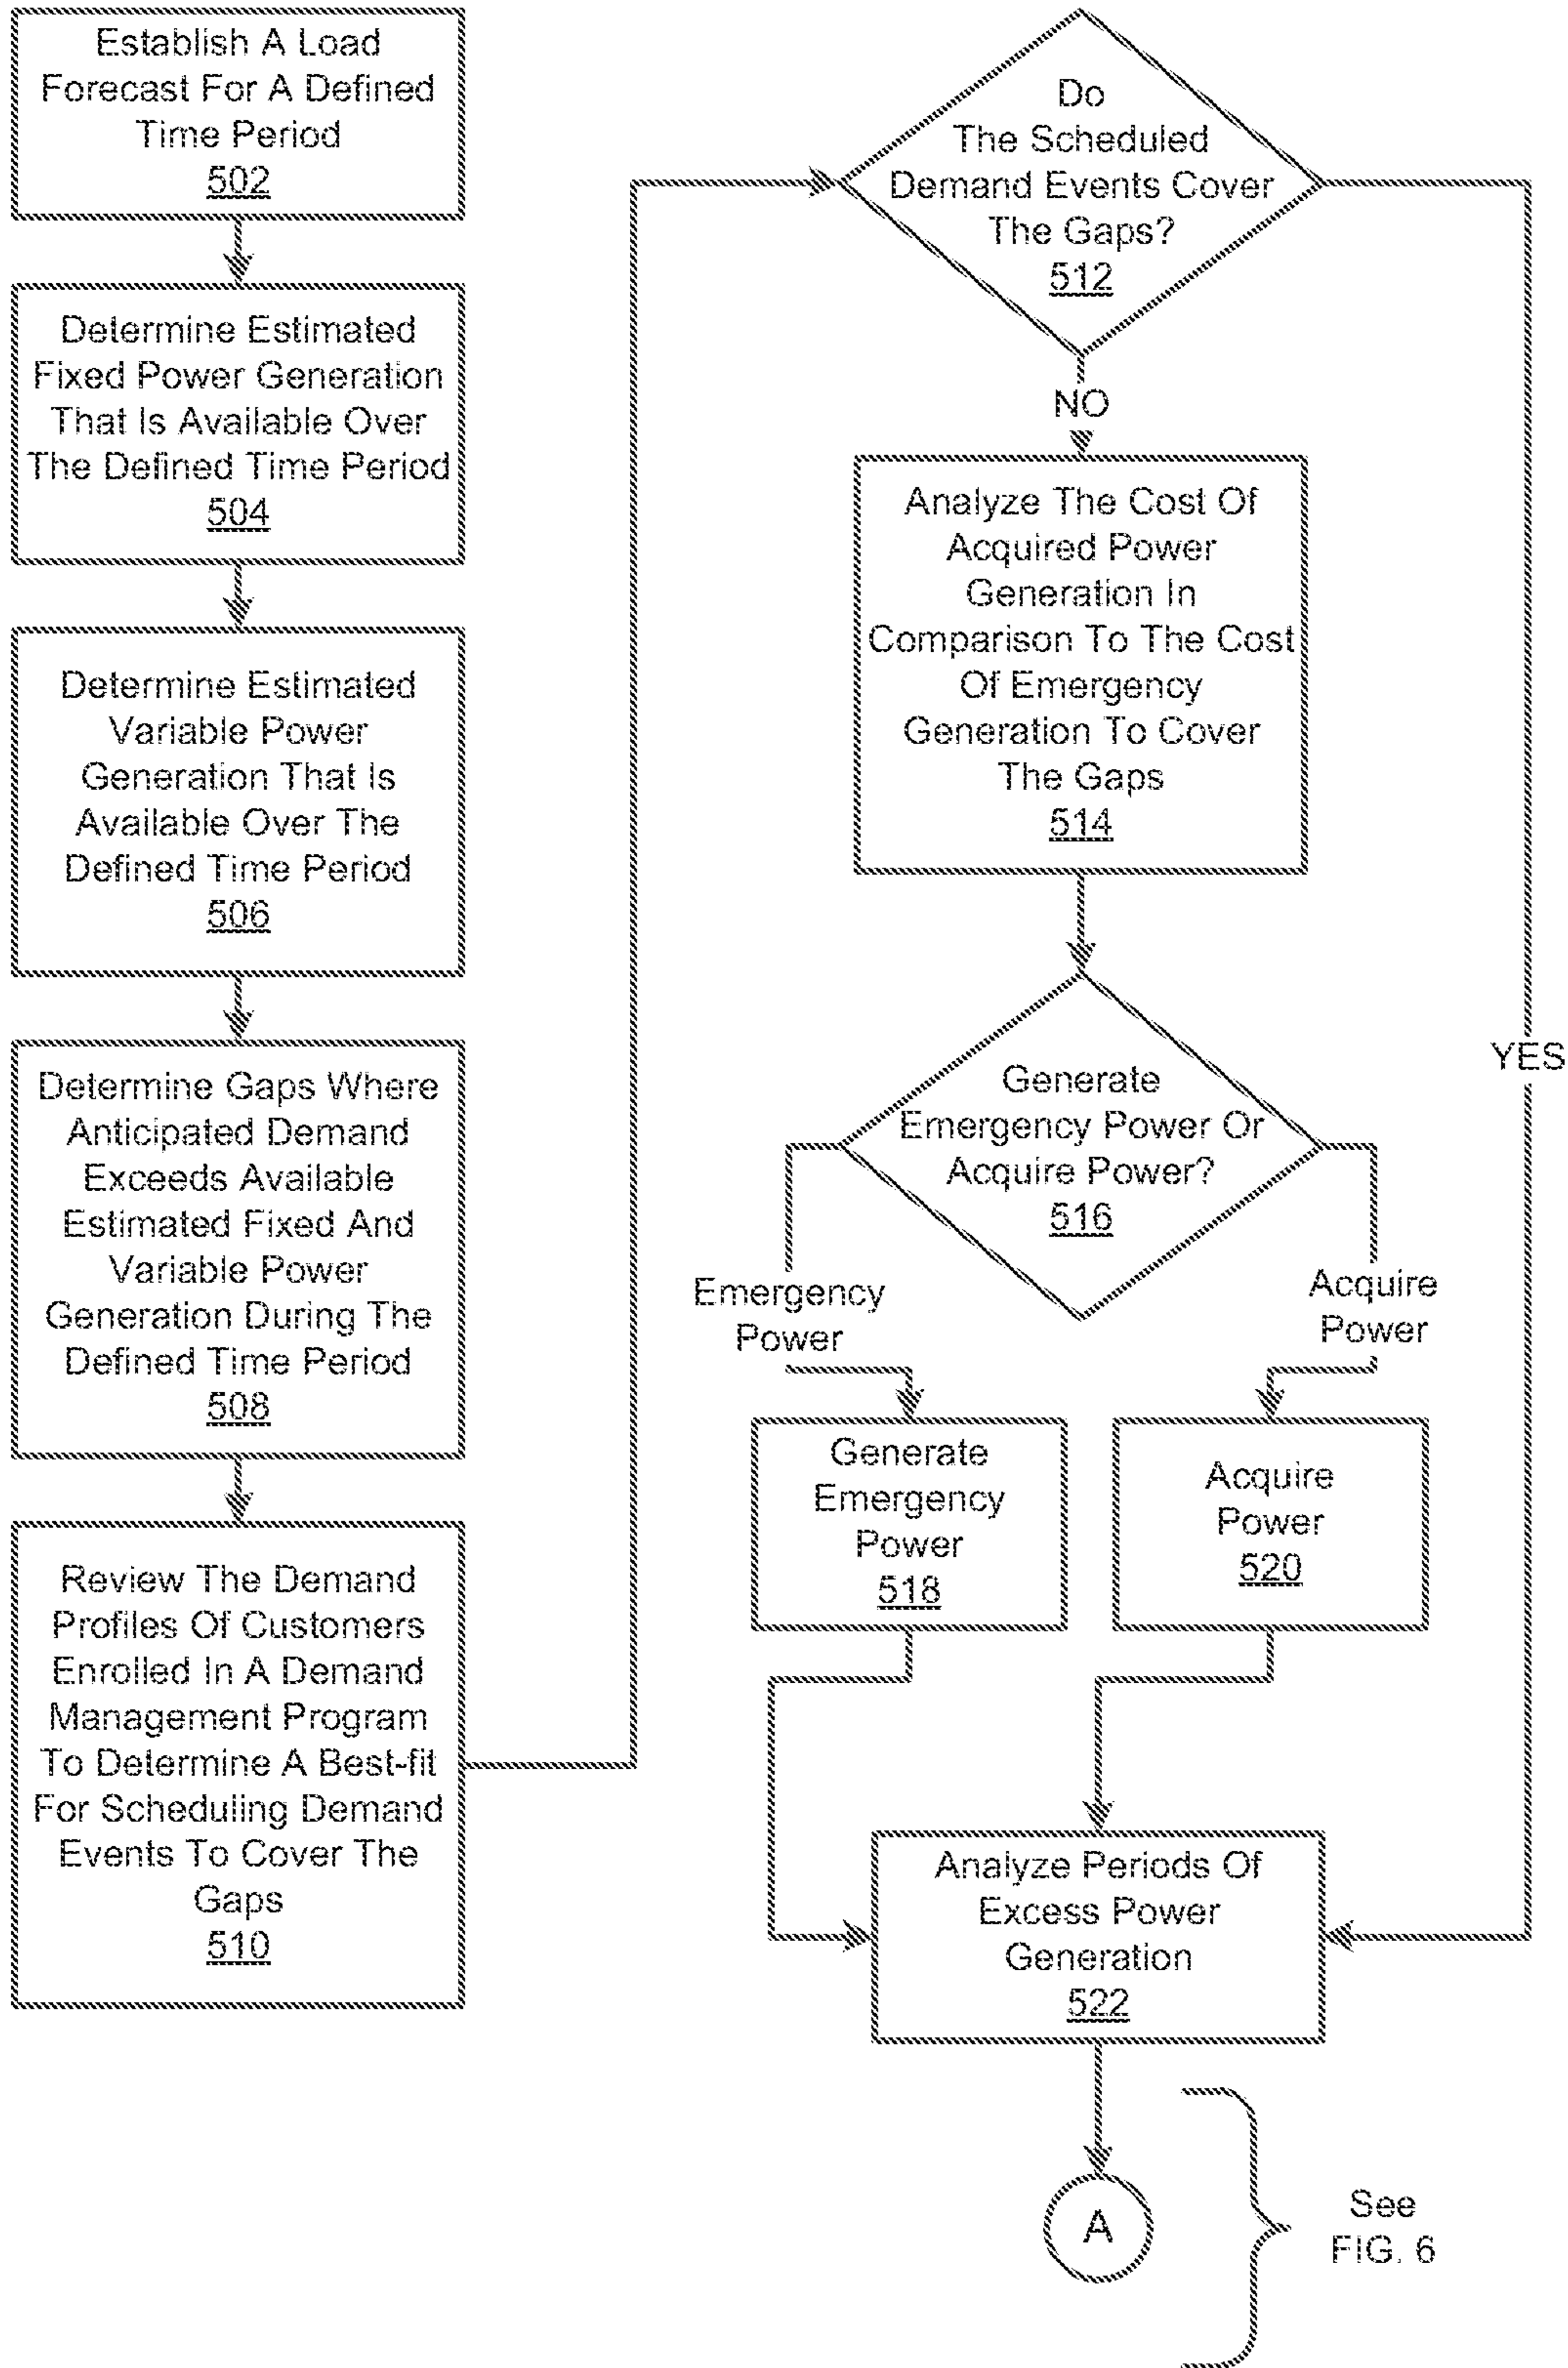 Establish A Load
Forecast For A Defined
Time Period
502
Determine Estimated
Fixed Power Generation
That Is Available Over
The Defined Time Period
504
Determine Estimated
Variable Power
Generation That Is
Available Over The
Defined Time Period
506
Determine Gaps Where
Anticipated Demand
Exceeds Available
Estimated Fixed And
Variable Power
Generation During The
Defined Time Period
508
Review The Demand
Profiles Of Customers
Enrolled In A Demand
Management Program
To Determine A Best-fit
For Scheduling Demand
Events To Cover The
Gaps
510
Do
The Scheduled
Demand Events Cover
The Gaps?
512
NO
YES
Analyze The Cost Of
Acquired Power
Generation In
Comparison To The Cost
Of Emergency
Generation To Cover
The Gaps
514
Generate
Emergency Power Or
Acquire Power?
516
Emergency
Power
Acquire
Power
Generate
Emergency
Power
518
Acquire
Power
520
Analyze Periods Of
Excess Power
Generation
522
A
See
FIG. 6